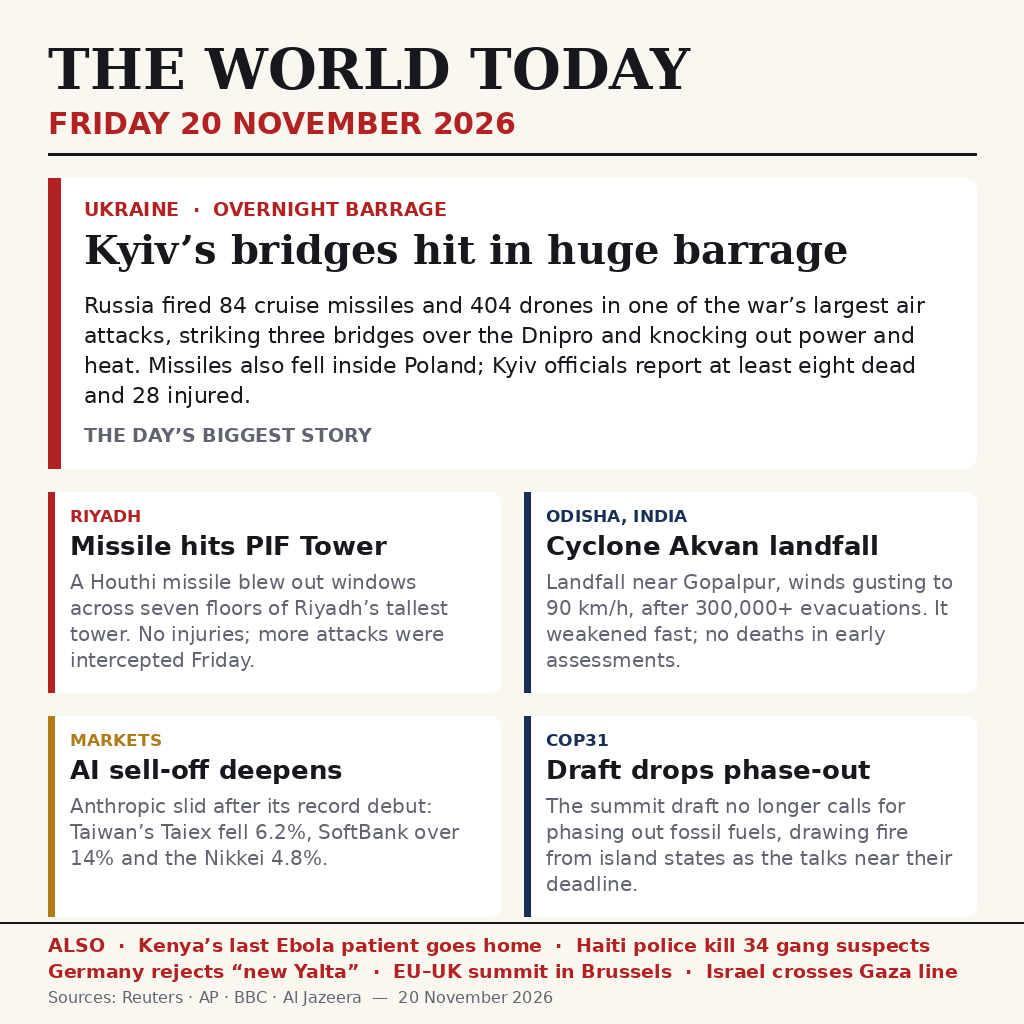 THE WORLD TODAY
FRIDAY 20 NOVEMBER 2026
UKRAINE · OVERNIGHT BARRAGE
Kyiv’s bridges hit in huge barrage
Russia fired 84 cruise missiles and 404 drones in one of the war’s largest air
attacks, striking three bridges over the Dnipro and knocking out power and
heat. Missiles also fell inside Poland; Kyiv officials report at least eight dead
and 28 injured.
THE DAY’S BIGGEST STORY
RIYADH
Missile hits PIF Tower
A Houthi missile blew out windows
across seven floors of Riyadh’s tallest
tower. No injuries; more attacks were
intercepted Friday.
ODISHA, INDIA
Cyclone Akvan landfall
Landfall near Gopalpur, winds gusting to
90 km/h, after 300,000+ evacuations. It
weakened fast; no deaths in early
assessments.
MARKETS
AI sell-off deepens
Anthropic slid after its record debut:
Taiwan’s Taiex fell 6.2%, SoftBank over
14% and the Nikkei 4.8%.
COP31
Draft drops phase-out
The summit draft no longer calls for
phasing out fossil fuels, drawing fire
from island states as the talks near their
deadline.
ALSO · Kenya’s last Ebola patient goes home · Haiti police kill 34 gang suspects
Germany rejects “new Yalta” · EU–UK summit in Brussels · Israel crosses Gaza line
Sources: Reuters · AP · BBC · Al Jazeera — 20 November 2026